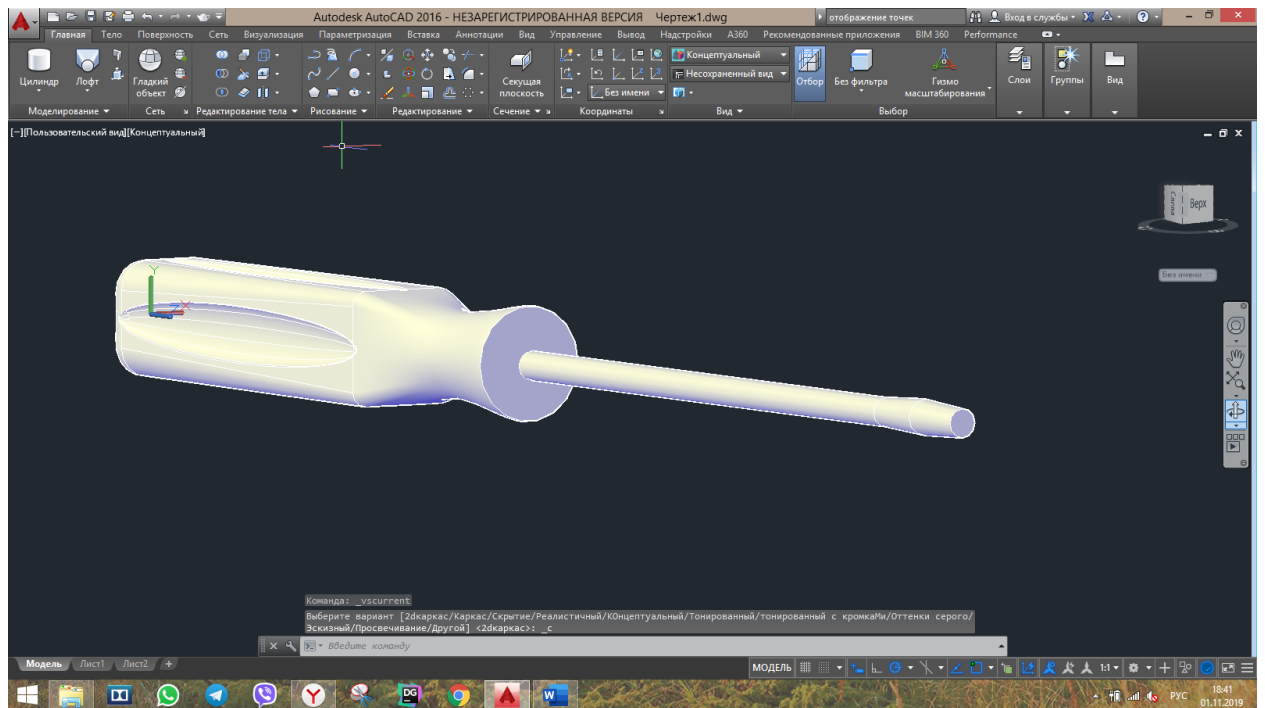 Autodesk AutoCAD 2016 - НЕЗАРЕГИСТРИРОВАННАЯ ВЕРСИЯ Чертеж1.dwg
отображение точек
Вход в службы
Главная Тело Поверхность Сеть Визуализация Параметризация Вставка Аннотации Вид Управление Вывод Надстройки A360 Рекомендованные приложения BIM 360 Performance
Цилиндр
Лофт
Гладкий
объект
Секущая
плоскость
Концептуальный
Несохраненный вид
Без имени
Отбор
Без фильтра
Гизмо
масштабирования
Слои
Группы
Вид
Моделирование Сеть Редактирование тела Рисование Редактирование Сечение Координаты Вид Выбор
[−][Пользовательский вид][Концептуальный]
Y
Z
X
Слева
Верх
Без имени
Команда: _vscurrent
Выберите вариант [2dкаркас/Каркас/Скрытие/Реалистичный/КОнцептуальный/Тонированный/тонированный с кромкаМи/Оттенки серого/
Эскизный/Просвечивание/Другой] <2dкаркас>: _c
Введите команду
Модель Лист1 Лист2 +
МОДЕЛЬ
1:1
DG
РУС
18:41
01.11.2019